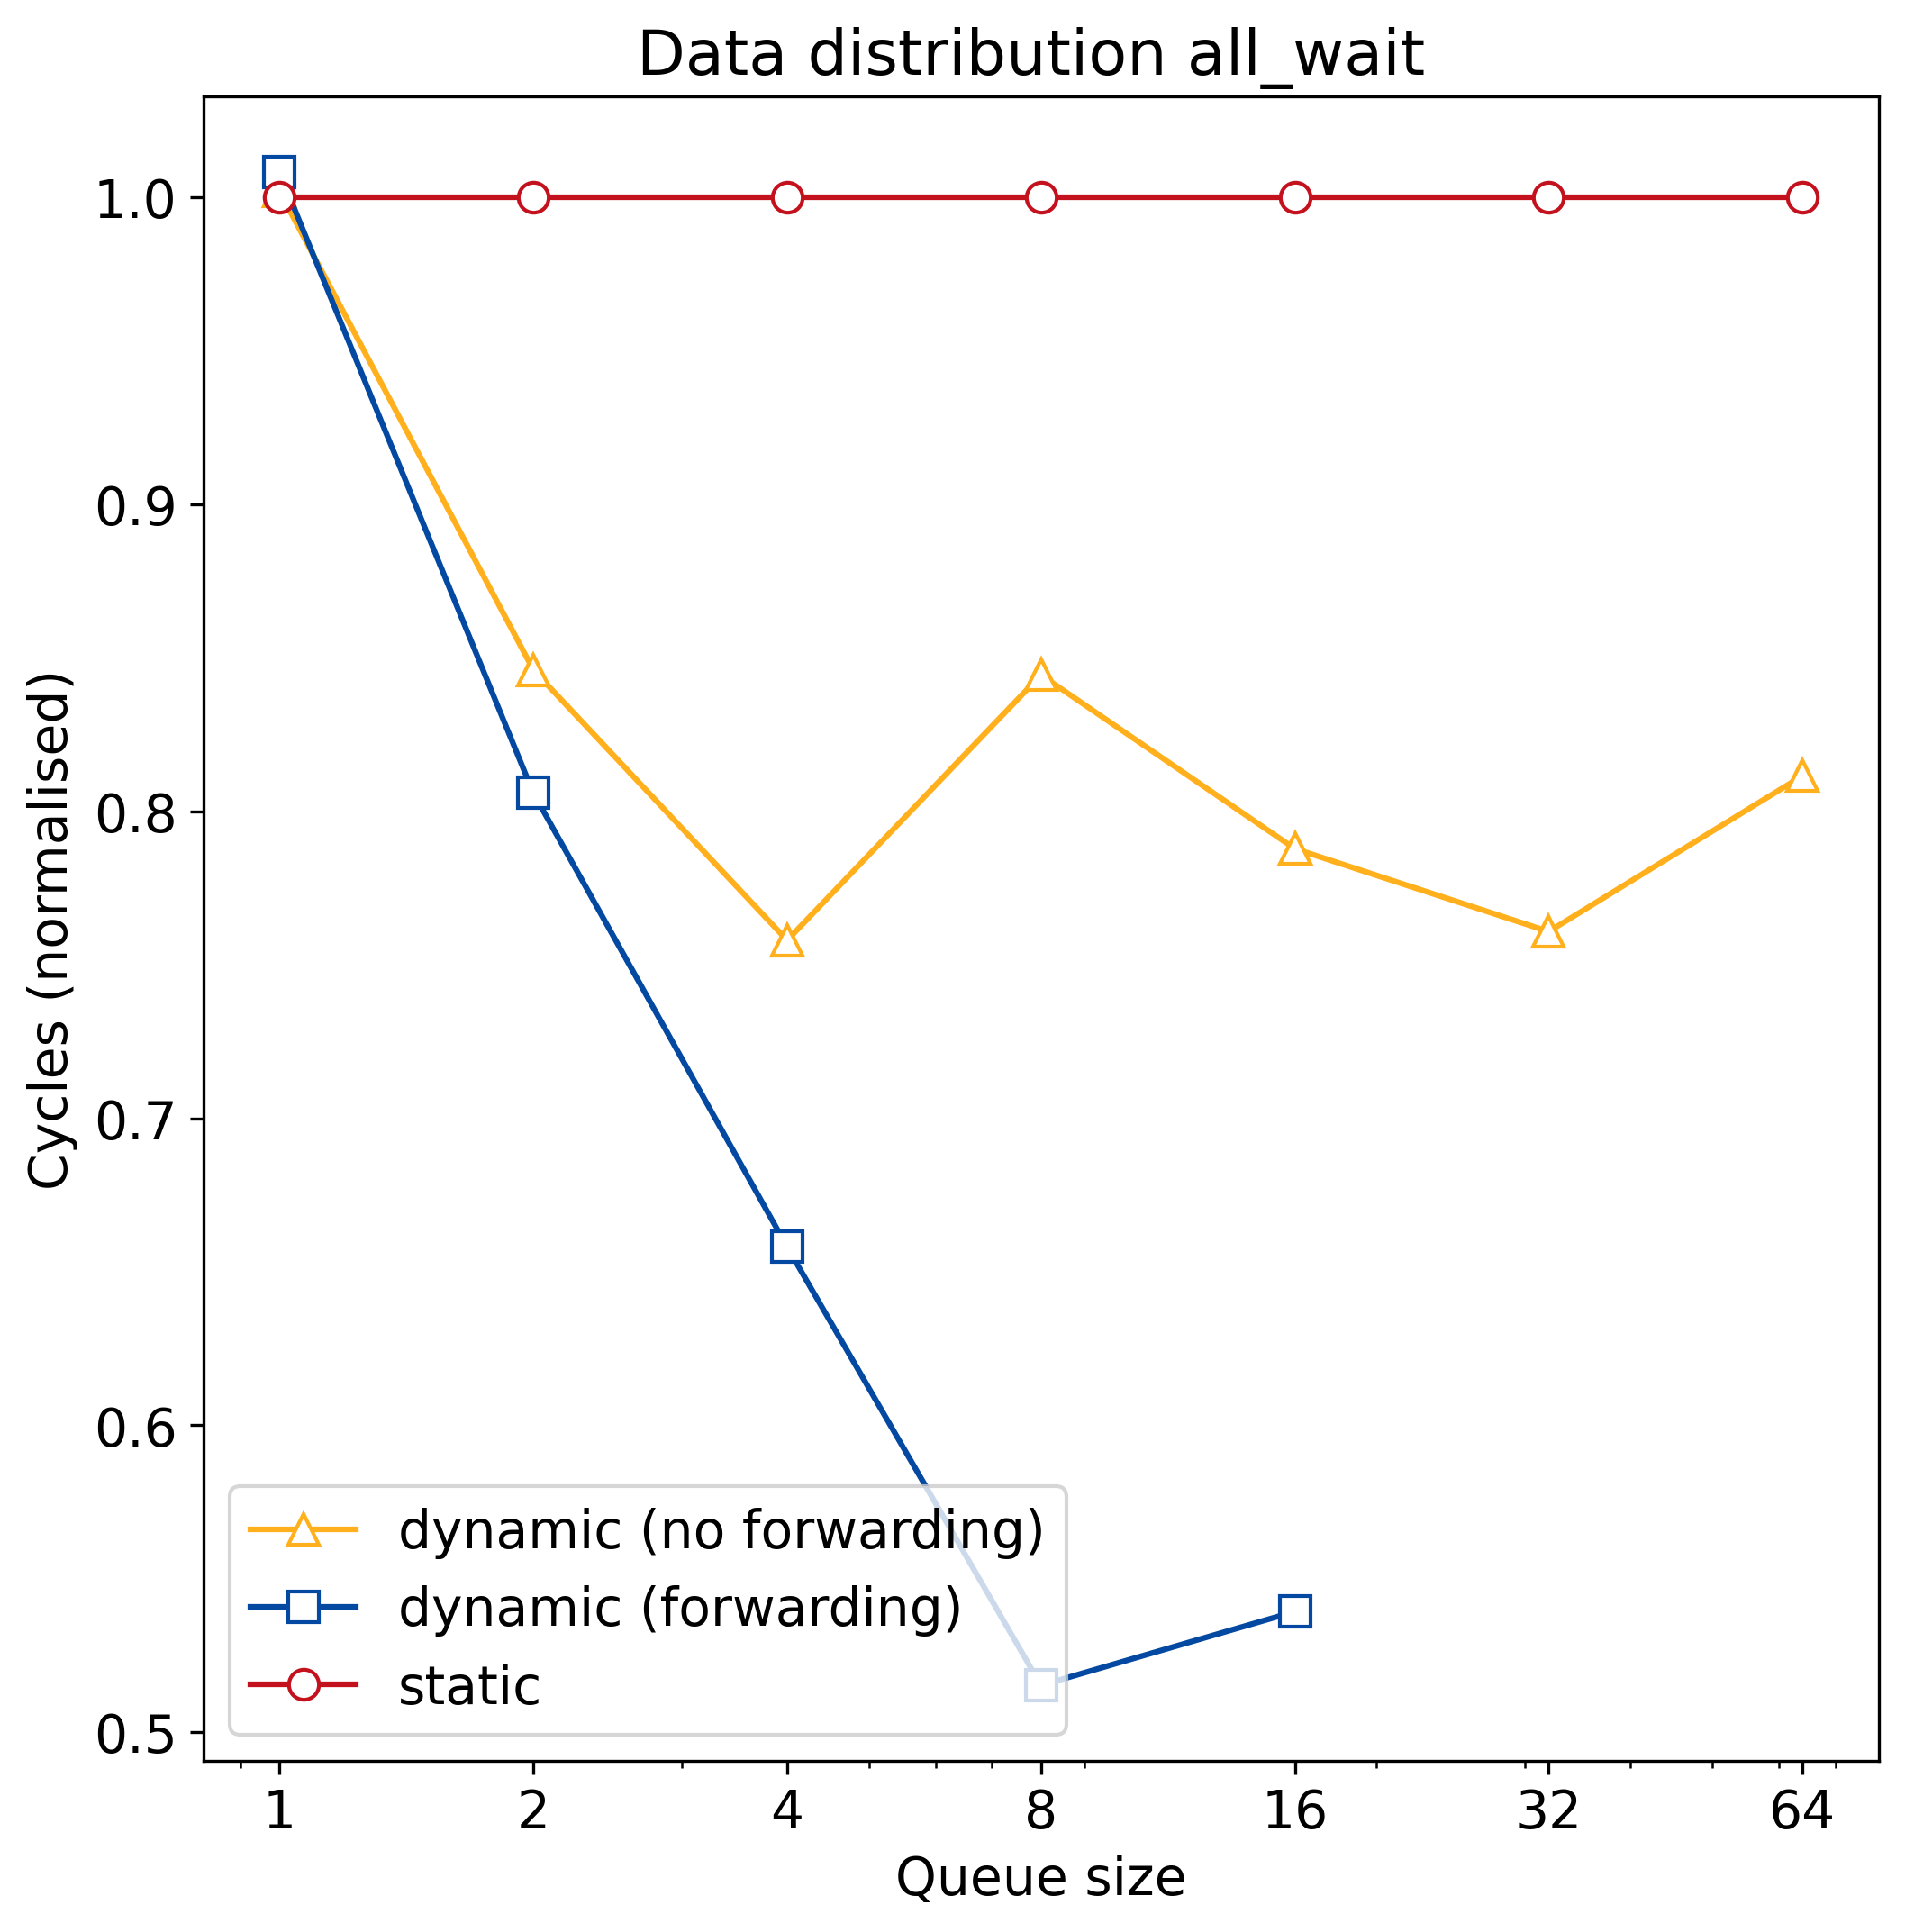 Data distribution all_wait
1.0
0.9
0.8
0.7
0.6
0.5
Cycles (normalised)
dynamic (no forwarding)
dynamic (forwarding)
static
1 2 4 8 16 32 64
Queue size